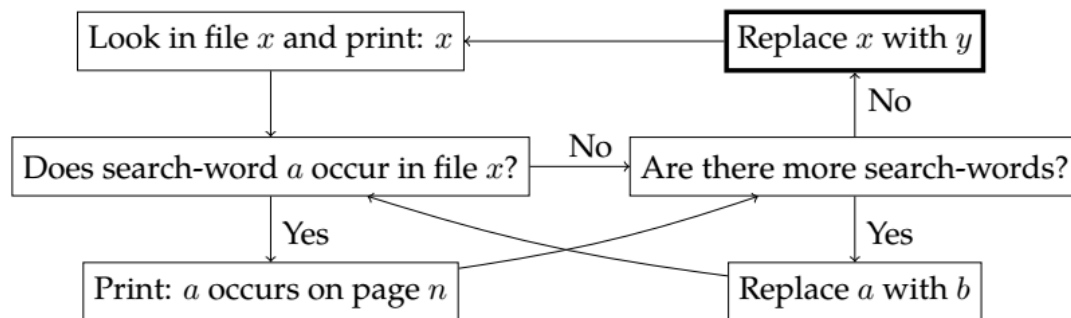 Look in file x and print: x
Replace x with y
No
Does search-word a occur in file x?
No
Are there more search-words?
Yes
Yes
Print: a occurs on page n
Replace a with b